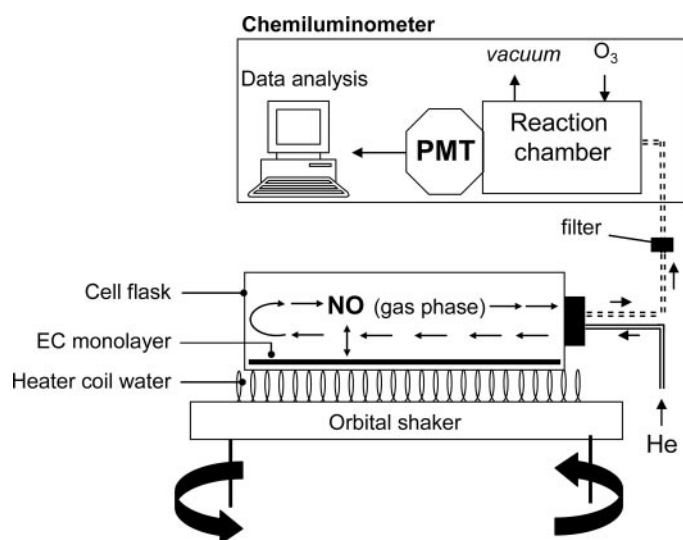 Chemiluminometer
vacuum
O₃
Data analysis
PMT
Reaction
chamber
filter
Cell flask
NO (gas phase)
EC monolayer
Heater coil water
Orbital shaker
He